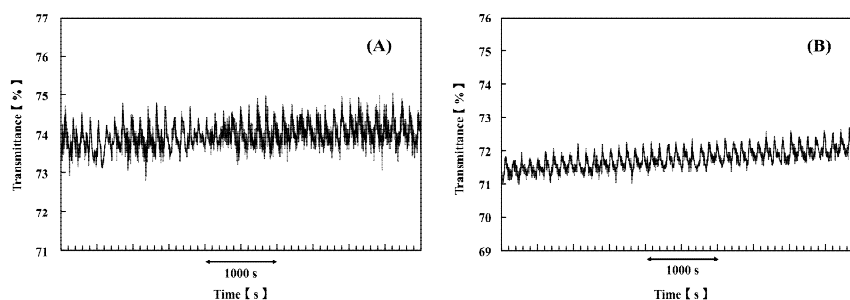 77
76
75
74
73
72
71
Transmittance【 % 】
(A)
1000 s
Time【 s 】
76
75
74
73
72
71
70
69
Transmittance【 % 】
(B)
1000 s
Time【 s 】